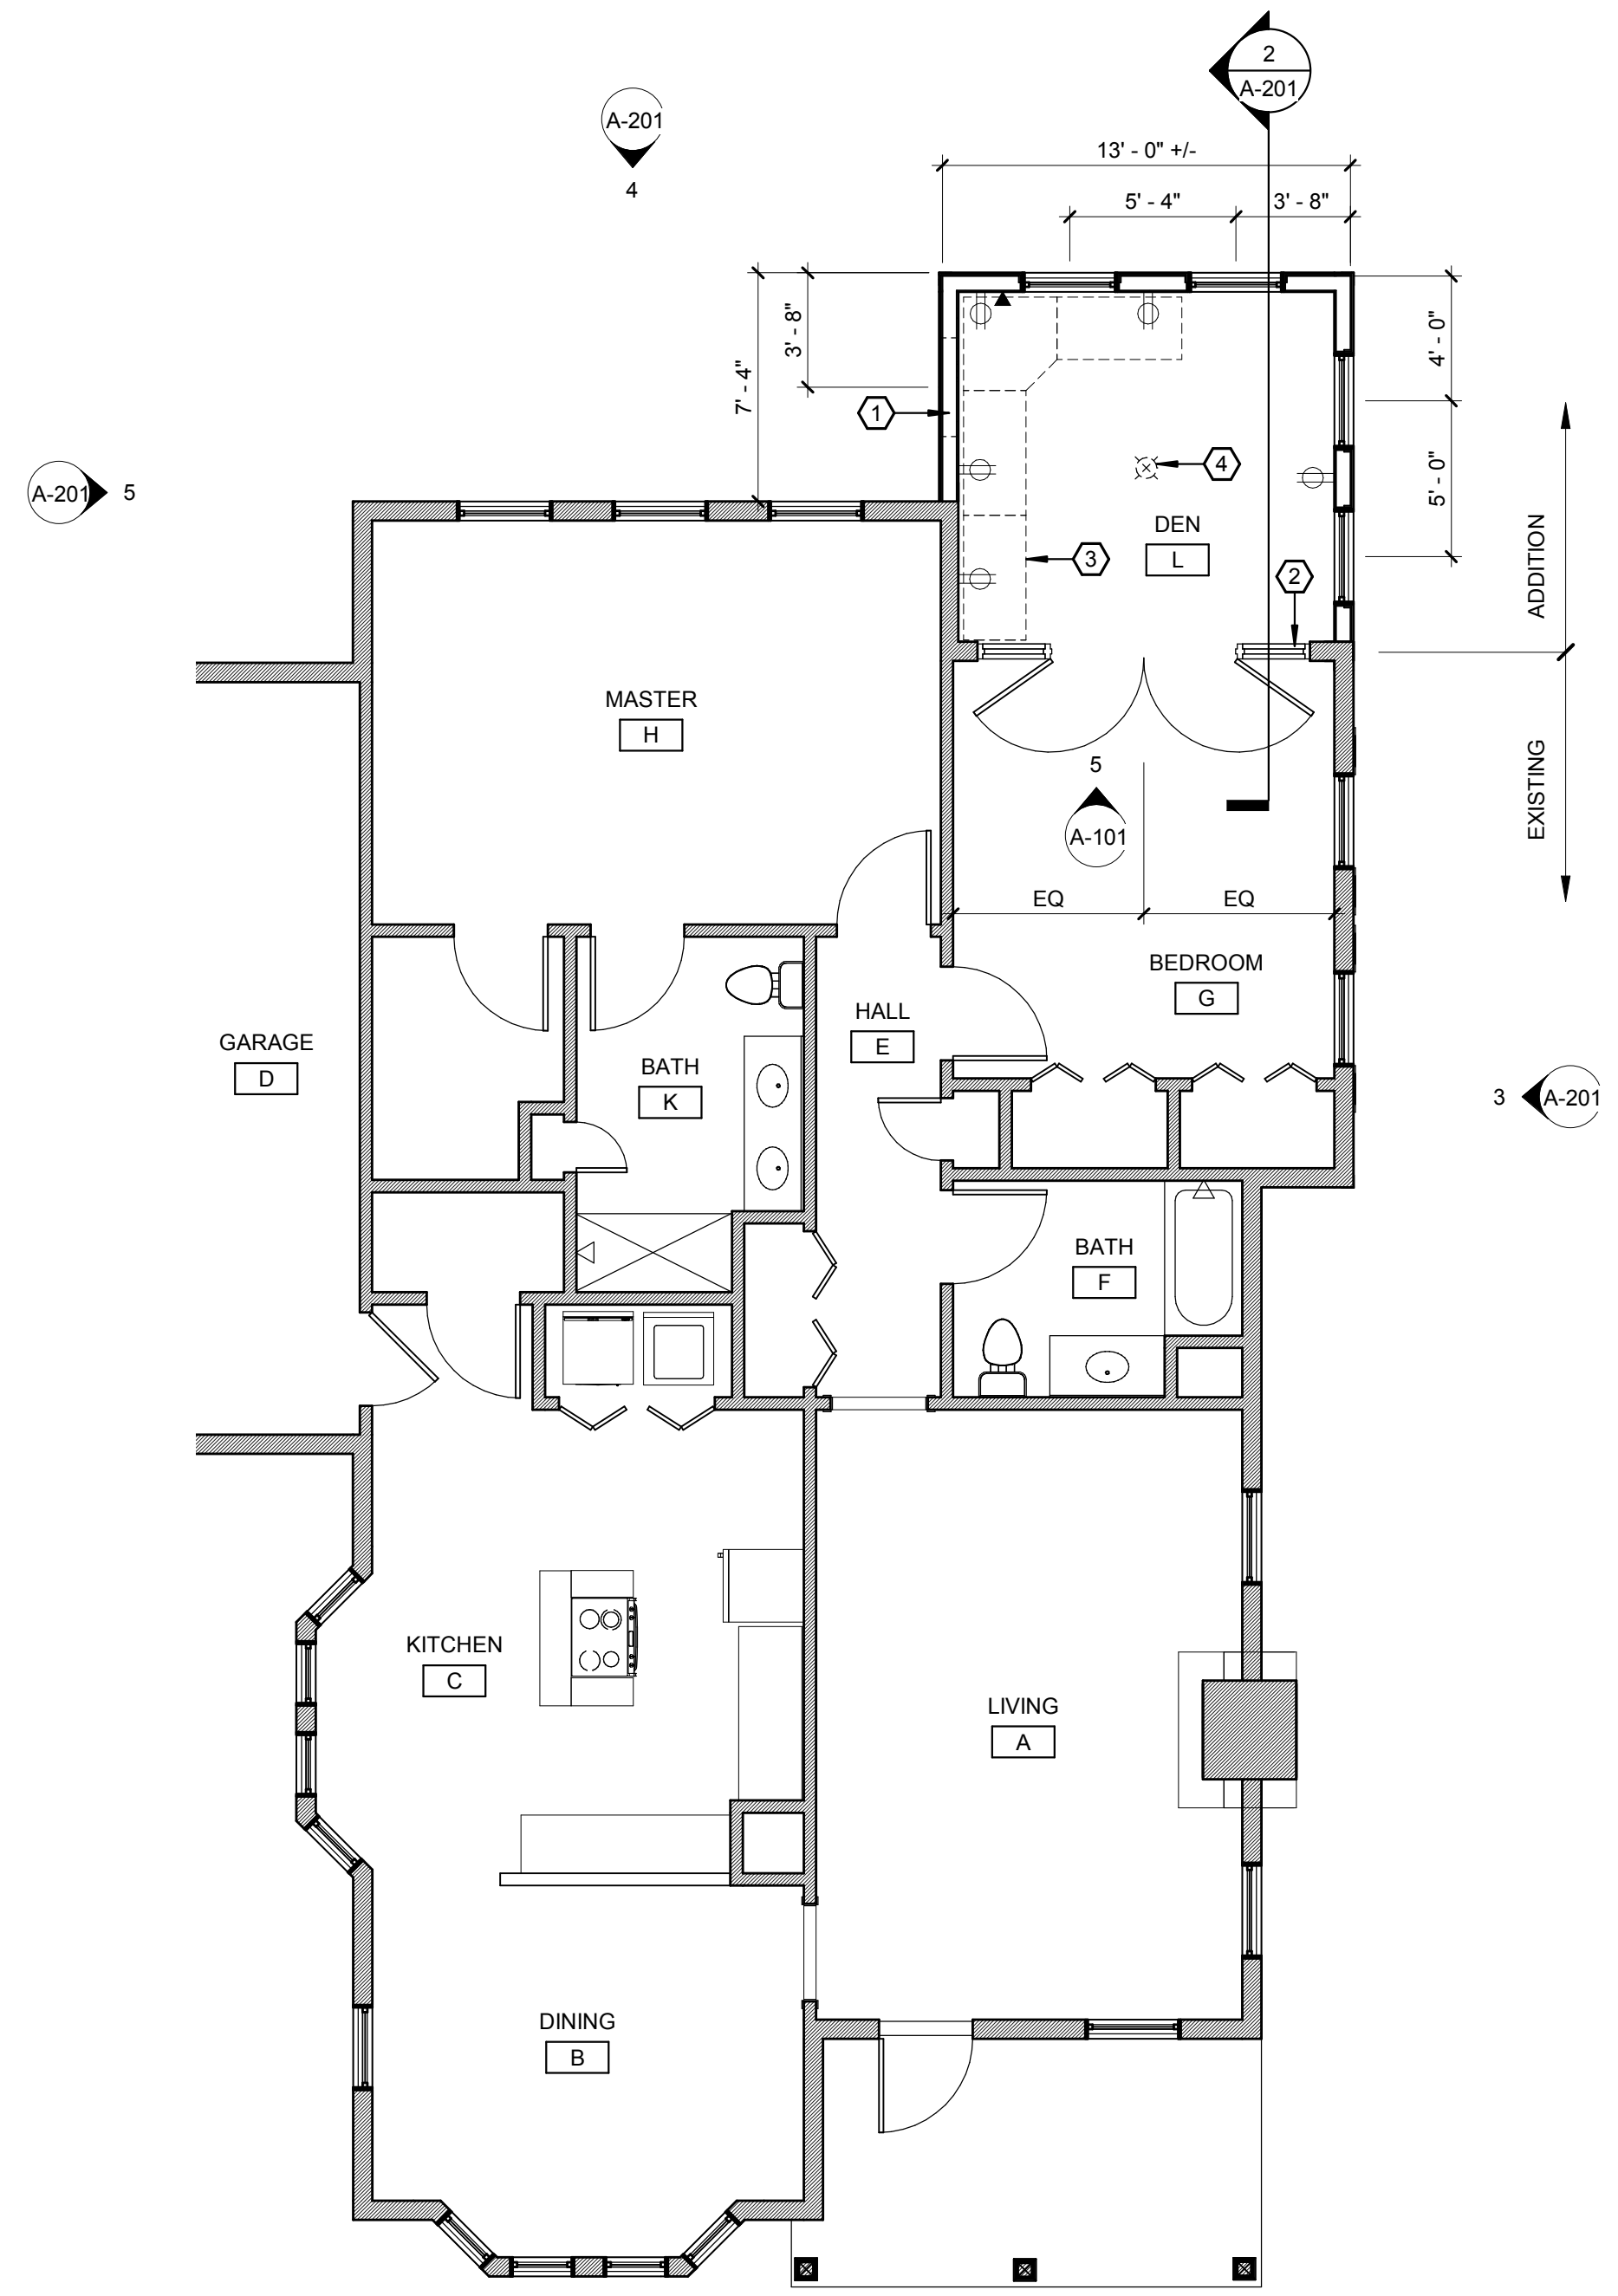 2
A-201
A-201
4
13' - 0" +/-
5' - 4"
3' - 8"
7' - 4"
3' - 8"
4' - 0"
5' - 0"
1
4
A-201
5
DEN
L
3
2
ADDITION
EXISTING
MASTER
H
5
A-101
EQ
EQ
BEDROOM
G
HALL
E
GARAGE
D
BATH
K
3
A-201
BATH
F
KITCHEN
C
LIVING
A
DINING
B